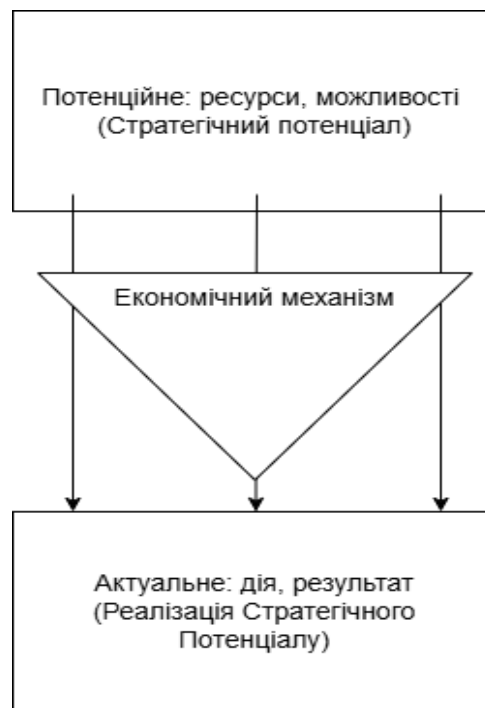 Потенційне: ресурси, можливості
(Стратегічний потенціал)
Економічний механізм
Актуальне: дія, результат
(Реалізація Стратегічного
Потенціалу)